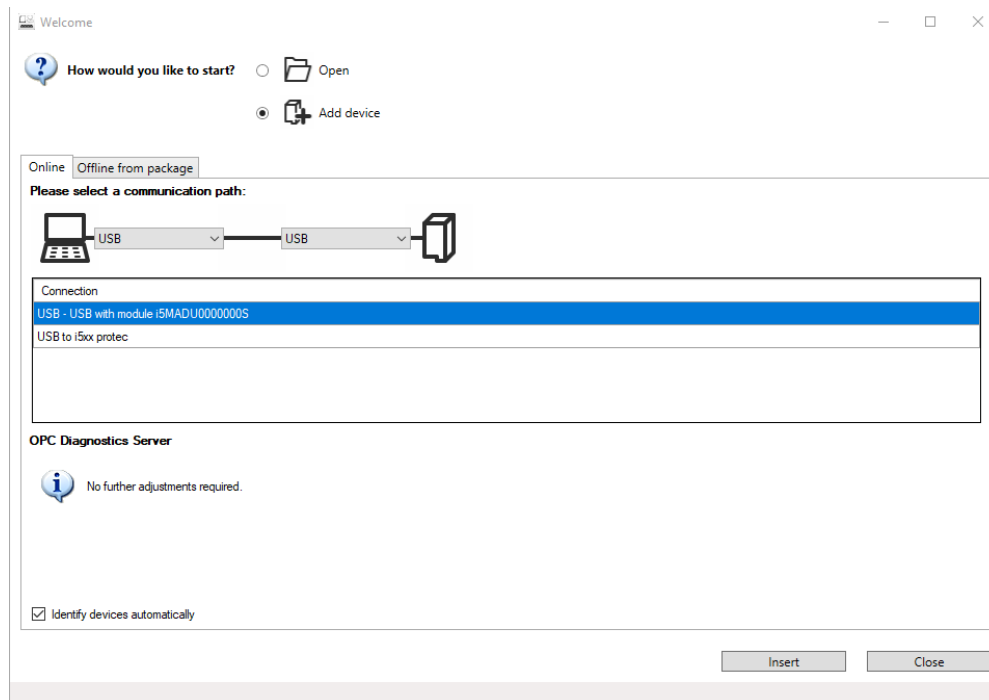 Welcome
How would you like to start?
Open
Add device
Online
Offline from package
Please select a communication path:
USB
USB
Connection
USB - USB with module i5MADU0000000S
USB to i5xx protec
OPC Diagnostics Server
No further adjustments required.
Identify devices automatically
Insert
Close